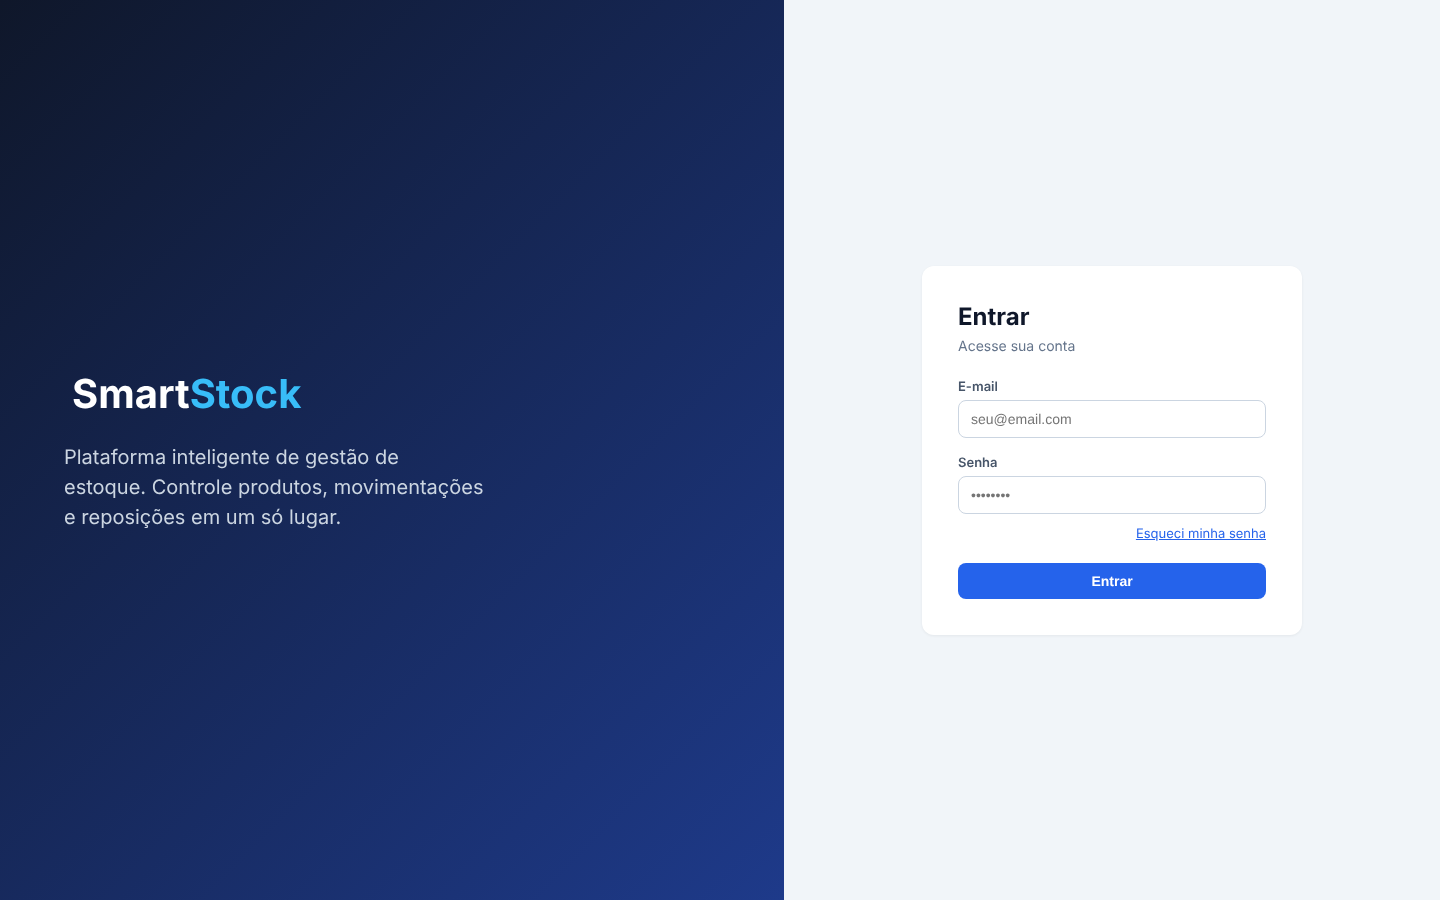 SmartStock
Plataforma inteligente de gestão de
estoque. Controle produtos, movimentações
e reposições em um só lugar.
Entrar
Acesse sua conta
E-mail
seu@email.com
Senha
••••••••
Esqueci minha senha
Entrar